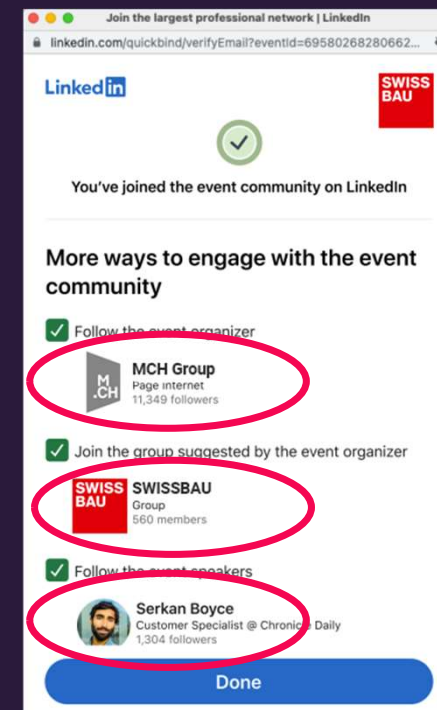 Join the largest professional network | LinkedIn
linkedin.com/quickbind/verifyEmail?eventId=69580268280662...
Linked in
SWISS
BAU
You've joined the event community on LinkedIn
More ways to engage with the event
community
Follow the event organizer
M
.CH
MCH Group
Page internet
11,349 followers
Join the group suggested by the event organizer
SWISS
BAU
SWISSBAU
Group
560 members
Follow the event speakers
Serkan Boyce
Customer Specialist @ Chronicle Daily
1,304 followers
Done